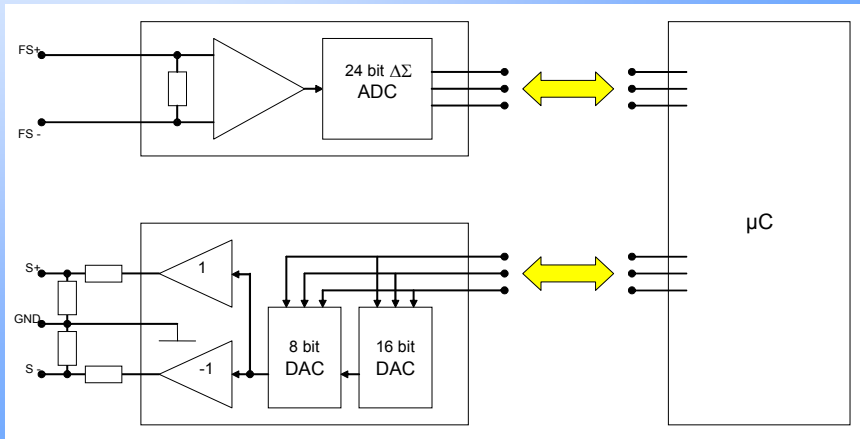 FS+
FS -
24 bit ΔΣ
ADC
µC
S+
GND
S -
1
-1
8 bit
DAC
16 bit
DAC